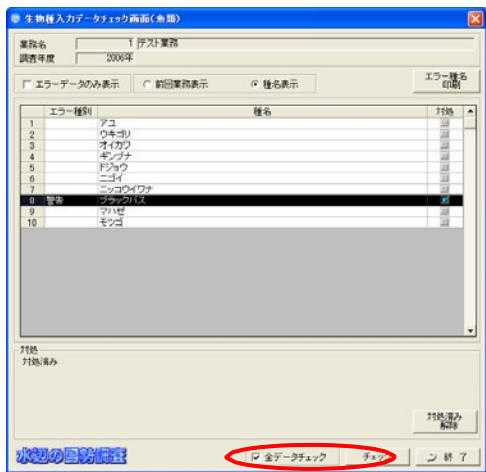 生物種入力データチェック画面(魚類)
業務名 1 テスト業務
調査年度 2006年
エラーデータのみ表示 前回業務表示 種名表示 エラー種名印刷
エラー種別 種名 対処
1 アユ
2 ウキゴリ
3 オイカワ
4 ギンブナ
5 ドジョウ
6 ニゴイ
7 ニッコウイワナ
8 警告 ブラックバス
9 マハゼ
10 モツゴ
対処
対処済み
対処済み
解除
水辺の国勢調査 全データチェック チェック 終了